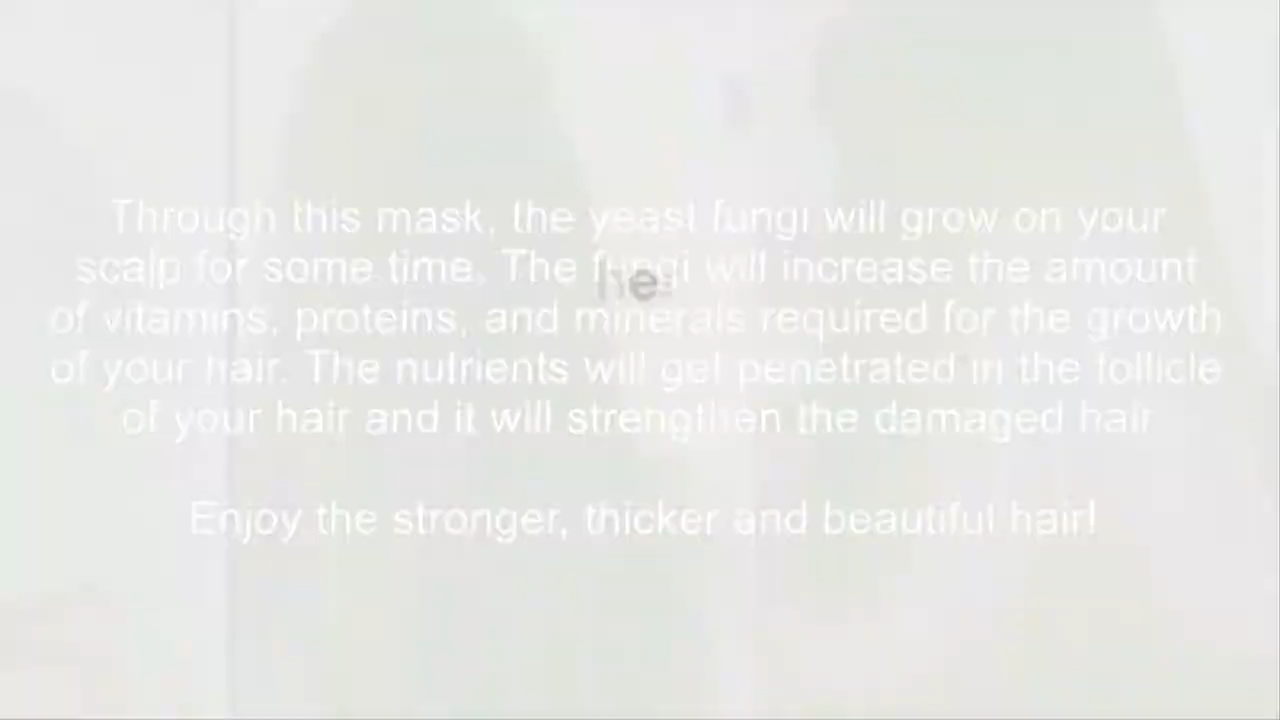 Through this mask, the yeast fungi will grow on your
scalp for some time. The fungi will increase the amount
of vitamins, proteins, and minerals required for the growth
of your hair. The nutrients will get penetrated in the follicle
of your hair and it will strengthen the damaged hair
Enjoy the stronger, thicker and beautiful hair!